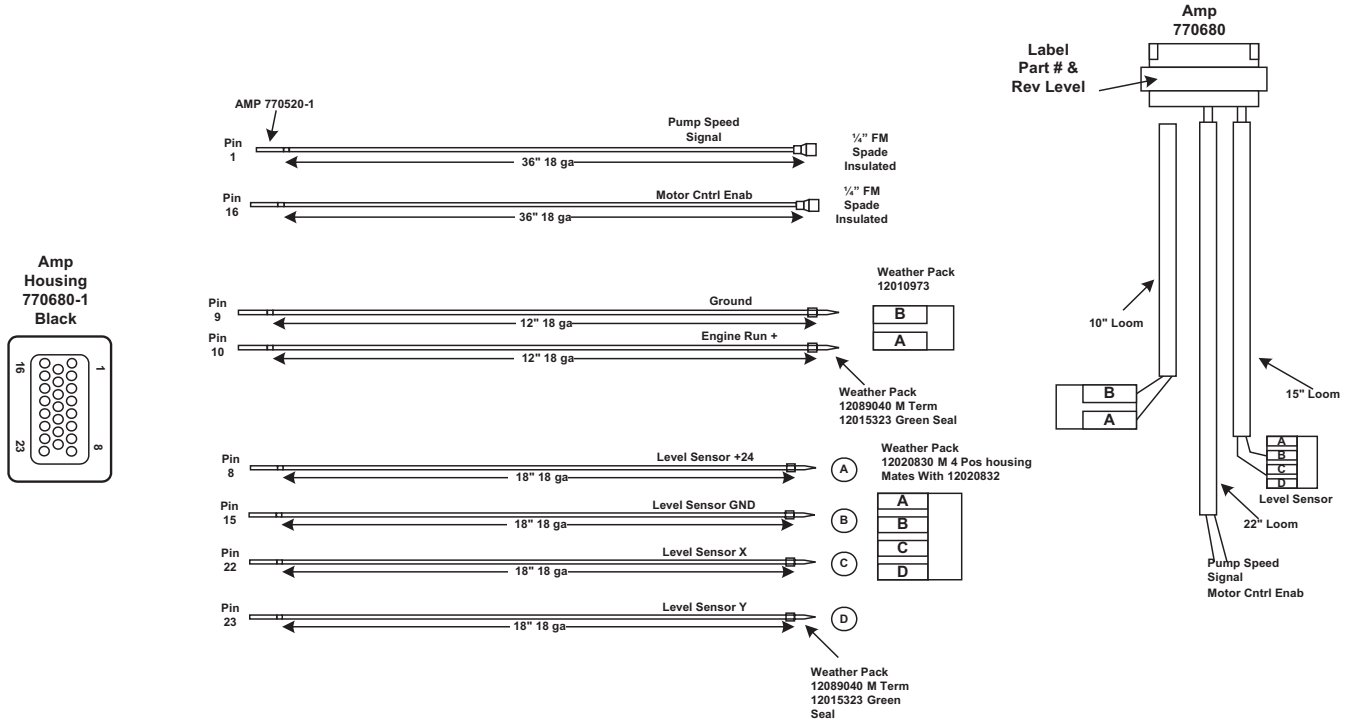 AMP 770520-1
Pin
1
Pump Speed
Signal
36" 18 ga
¼” FM
Spade
Insulated
Pin
16
Motor Cntrl Enab
36" 18 ga
¼” FM
Spade
Insulated
Amp
Housing
770680-1
Black
16
1
23
8
Pin
9
Ground
12" 18 ga
Pin
10
Engine Run +
12" 18 ga
Weather Pack
12010973
B
A
Weather Pack
12089040 M Term
12015323 Green Seal
Pin
8
Level Sensor +24
18" 18 ga
A
Pin
15
Level Sensor GND
18" 18 ga
B
Pin
22
Level Sensor X
18" 18 ga
C
Pin
23
Level Sensor Y
18" 18 ga
D
Weather Pack
12020830 M 4 Pos housing
Mates With 12020832
A
B
C
D
Weather Pack
12089040 M Term
12015323 Green
Seal
Amp
770680
Label
Part # &
Rev Level
10" Loom
B
A
15" Loom
A
B
C
D
Level Sensor
22" Loom
Pump Speed
Signal
Motor Cntrl Enab